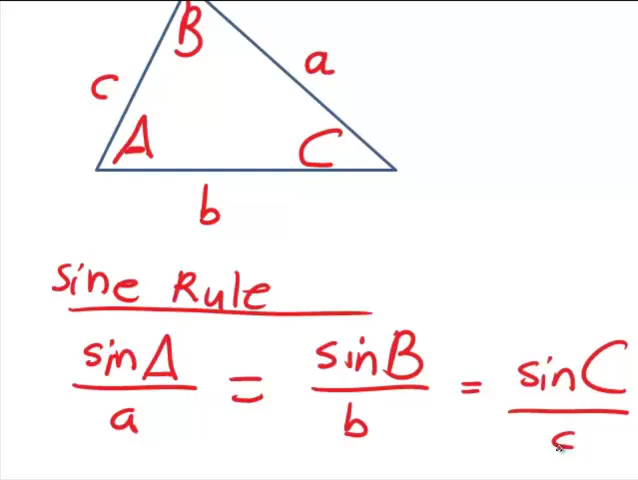 B
c a
A C
b
Sine Rule
sinA/a = sinB/b = sinC/c